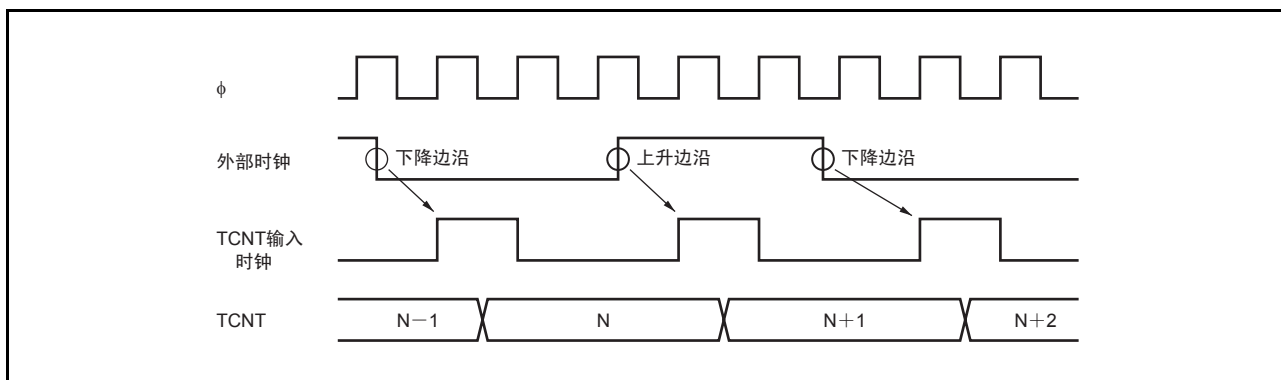 φ
外部时钟
下降边沿
上升边沿
下降边沿
TCNT输入
时钟
TCNT
N－1
N
N＋1
N＋2